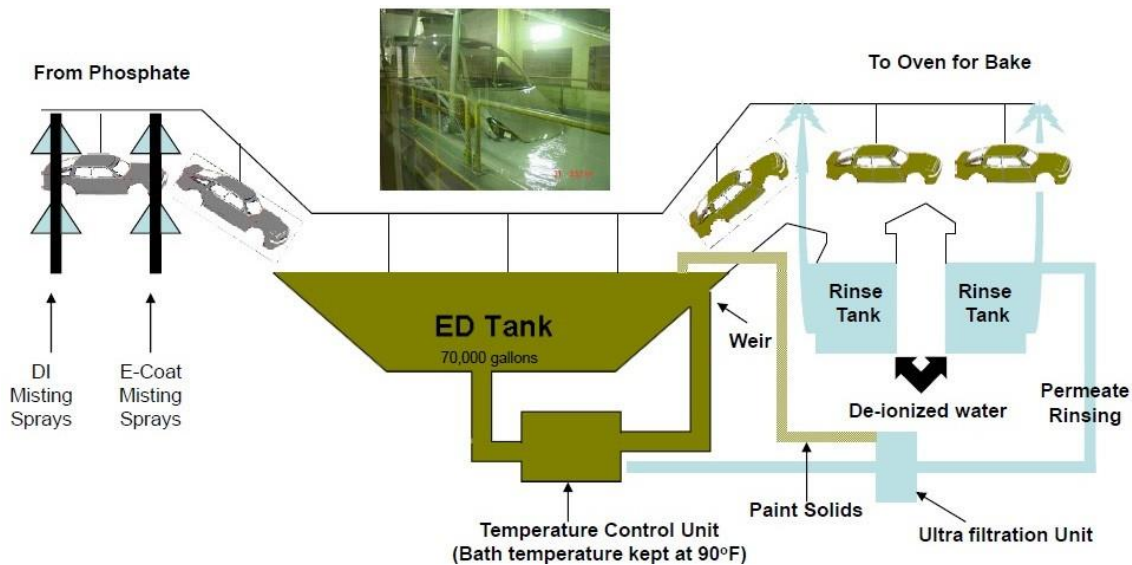 From Phosphate
To Oven for Bake
DI
Misting
Sprays
E-Coat
Misting
Sprays
ED Tank
70,000 gallons
Weir
Rinse
Tank
Rinse
Tank
De-ionized water
Permeate
Rinsing
Paint Solids
Ultra filtration Unit
Temperature Control Unit
(Bath temperature kept at 90°F)